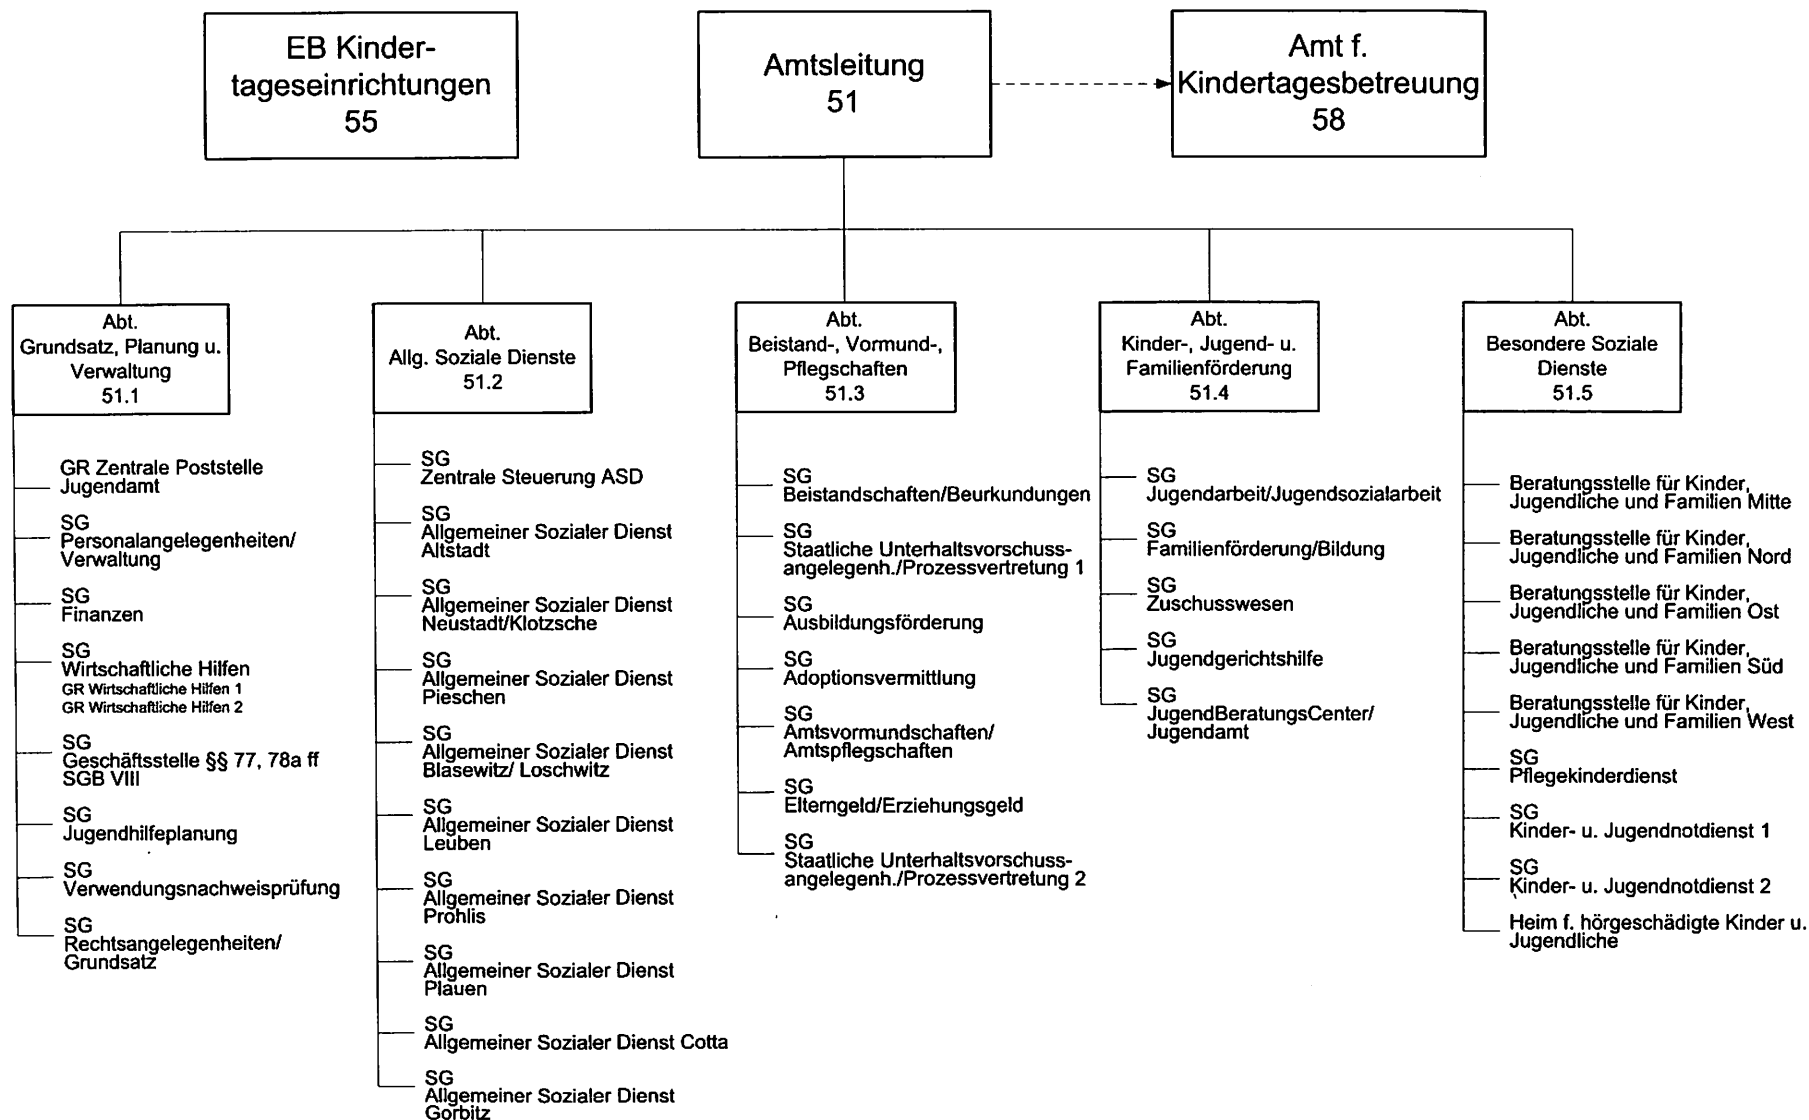 EB Kinder-
tageseinrichtungen
55
Amtsleitung
51
Amt f.
Kindertagesbetreuung
58
Abt.
Grundsatz, Planung u.
Verwaltung
51.1
GR Zentrale Poststelle
Jugendamt
SG
Personalangelegenheiten/
Verwaltung
SG
Finanzen
SG
Wirtschaftliche Hilfen
GR Wirtschaftliche Hilfen 1
GR Wirtschaftliche Hilfen 2
SG
Geschäftsstelle §§ 77, 78a ff
SGB VIII
SG
Jugendhilfeplanung
SG
Verwendungsnachweisprüfung
SG
Rechtsangelegenheiten/
Grundsatz
Abt.
Allg. Soziale Dienste
51.2
SG
Zentrale Steuerung ASD
SG
Allgemeiner Sozialer Dienst
Altstadt
SG
Allgemeiner Sozialer Dienst
Neustadt/Klotzsche
SG
Allgemeiner Sozialer Dienst
Pieschen
SG
Allgemeiner Sozialer Dienst
Blasewitz/ Loschwitz
SG
Allgemeiner Sozialer Dienst
Leuben
SG
Allgemeiner Sozialer Dienst
Prohlis
SG
Allgemeiner Sozialer Dienst
Plauen
SG
Allgemeiner Sozialer Dienst Cotta
SG
Allgemeiner Sozialer Dienst
Gorbitz
Abt.
Beistand-, Vormund-,
Pflegschaften
51.3
SG
Beistandschaften/Beurkundungen
SG
Staatliche Unterhaltsvorschuss-
angelegenh./Prozessvertretung 1
SG
Ausbildungsförderung
SG
Adoptionsvermittlung
SG
Amtsvormundschaften/
Amtspflegschaften
SG
Elterngeld/Erziehungsgeld
SG
Staatliche Unterhaltsvorschuss-
angelegenh./Prozessvertretung 2
Abt.
Kinder-, Jugend- u.
Familienförderung
51.4
SG
Jugendarbeit/Jugendsozialarbeit
SG
Familienförderung/Bildung
SG
Zuschusswesen
SG
Jugendgerichtshilfe
SG
JugendBeratungsCenter/
Jugendamt
Abt.
Besondere Soziale
Dienste
51.5
Beratungsstelle für Kinder,
Jugendliche und Familien Mitte
Beratungsstelle für Kinder,
Jugendliche und Familien Nord
Beratungsstelle für Kinder,
Jugendliche und Familien Ost
Beratungsstelle für Kinder,
Jugendliche und Familien Süd
Beratungsstelle für Kinder,
Jugendliche und Familien West
SG
Pflegekinderdienst
SG
Kinder- u. Jugendnotdienst 1
SG
Kinder- u. Jugendnotdienst 2
Heim f. hörgeschädigte Kinder u.
Jugendliche